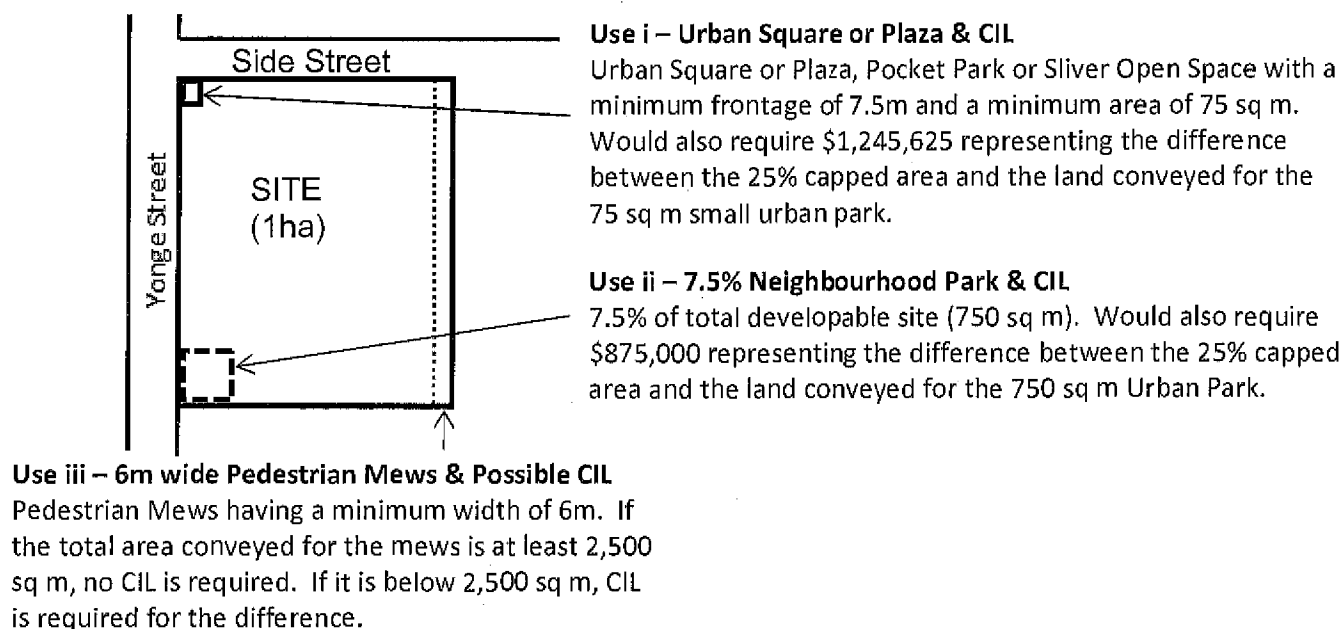 Side Street
Yonge Street
SITE
(1ha)
Use i – Urban Square or Plaza & CIL
Urban Square or Plaza, Pocket Park or Sliver Open Space with a
minimum frontage of 7.5m and a minimum area of 75 sq m.
Would also require $1,245,625 representing the difference
between the 25% capped area and the land conveyed for the
75 sq m small urban park.
Use ii – 7.5% Neighbourhood Park & CIL
7.5% of total developable site (750 sq m). Would also require
$875,000 representing the difference between the 25% capped
area and the land conveyed for the 750 sq m Urban Park.
Use iii – 6m wide Pedestrian Mews & Possible CIL
Pedestrian Mews having a minimum width of 6m. If
the total area conveyed for the mews is at least 2,500
sq m, no CIL is required. If it is below 2,500 sq m, CIL
is required for the difference.